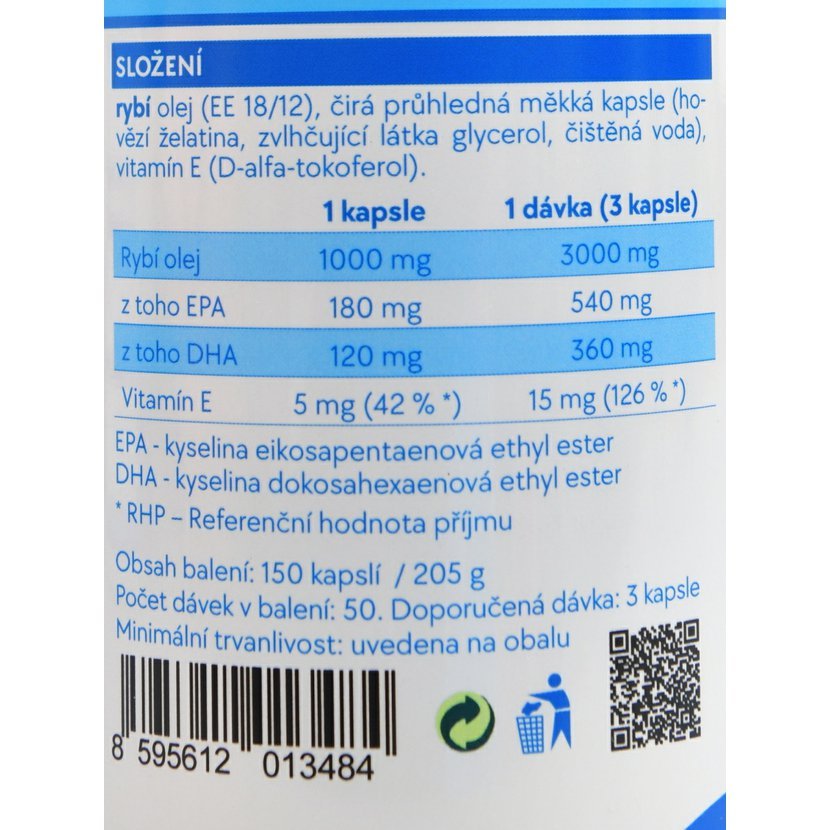 SLOŽENÍ
rybí olej (EE 18/12), čirá průhledná měkká kapsle (ho-
vězí želatina, zvlhčující látka glycerol, čištěná voda),
vitamín E (D-alfa-tokoferol).
1 kapsle 1 dávka (3 kapsle)
Rybí olej 1000 mg 3000 mg
z toho EPA 180 mg 540 mg
z toho DHA 120 mg 360 mg
Vitamín E 5 mg (42 % *) 15 mg (126 % *)
EPA - kyselina eikosapentaenová ethyl ester
DHA - kyselina dokosahexaenová ethyl ester
* RHP – Referenční hodnota příjmu
Obsah balení: 150 kapslí / 205 g
Počet dávek v balení: 50. Doporučená dávka: 3 kapsle
Minimální trvanlivost: uvedena na obalu
8 595612 013484